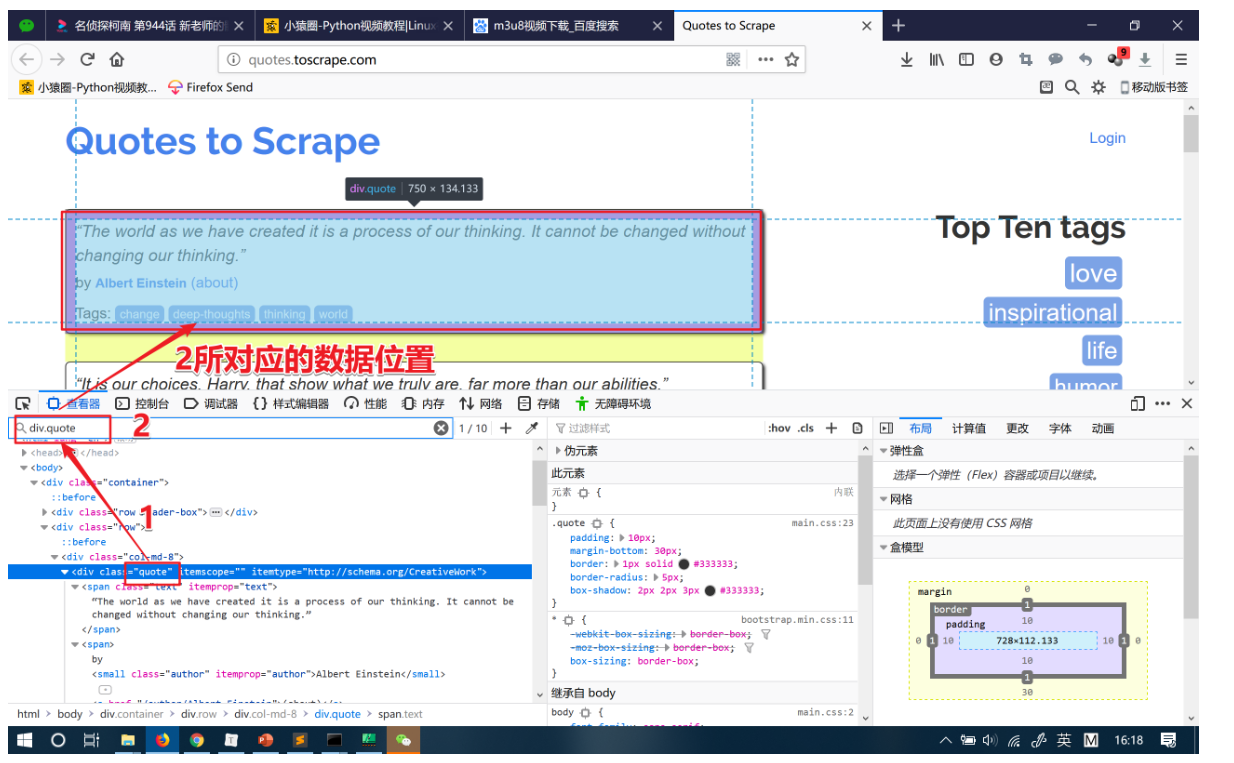 名侦探柯南 第944话 新老师的
小猿圈-Python视频教程|Linux
m3u8视频下载_百度搜索
Quotes to Scrape
quotes.toscrape.com
9
小猿圈-Python视频教...
Firefox Send
移动版书签
Quotes to Scrape
Login
div.quote 750 × 134.133
“The world as we have created it is a process of our thinking. It cannot be changed without
changing our thinking.”
by Albert Einstein (about)
Tags: change deep-thoughts thinking world
Top Ten tags
love
inspirational
life
humor
2所对应的数据位置
“It is our choices, Harry, that show what we truly are, far more than our abilities.”
查看器 控制台 调试器 样式编辑器 性能 内存 网络 存储 无障碍环境
div.quote
2
1 / 10
过滤样式
:hov .cls
布局 计算值 更改 字体 动画
<head> </head>
<body>
<div class="container">
::before
<div class="row header-box"> </div>
<div class="row">
::before
<div class="col-md-8">
<div class="quote" itemscope="" itemtype="http://schema.org/CreativeWork">
<span class="text" itemprop="text">
“The world as we have created it is a process of our thinking. It cannot be
changed without changing our thinking.”
</span>
<span>
by
<small class="author" itemprop="author">Albert Einstein</small>
1
html > body > div.container > div.row > div.col-md-8 > div.quote > span.text
伪元素
此元素
元素 { 内联
}
.quote { main.css:23
padding: 10px;
margin-bottom: 30px;
border: 1px solid #333333;
border-radius: 5px;
box-shadow: 2px 2px 3px #333333;
}
* { bootstrap.min.css:11
-webkit-box-sizing: border-box;
-moz-box-sizing: border-box;
box-sizing: border-box;
}
继承自 body
body { main.css:2
弹性盒
选择一个弹性（Flex）容器或项目以继续。
网格
此页面上没有使用 CSS 网格
盒模型
margin 0
border 1
padding 10
0 1 10 728×112.133 10 1 0
10
1
30
英 M 16:18